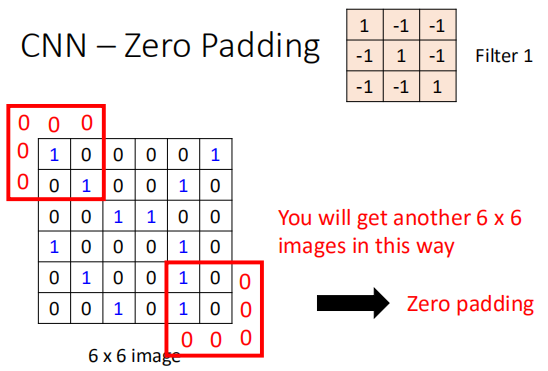 CNN – Zero Padding
1 -1 -1
-1 1 -1
-1 -1 1
Filter 1
0 0 0
0 1 0 0 0 0 1
0 0 1 0 0 1 0
0 0 1 1 0 0
1 0 0 0 1 0
0 1 0 0 1 0 0
0 0 1 0 1 0 0
0 0 0
6 x 6 image
You will get another 6 x 6
images in this way
Zero padding